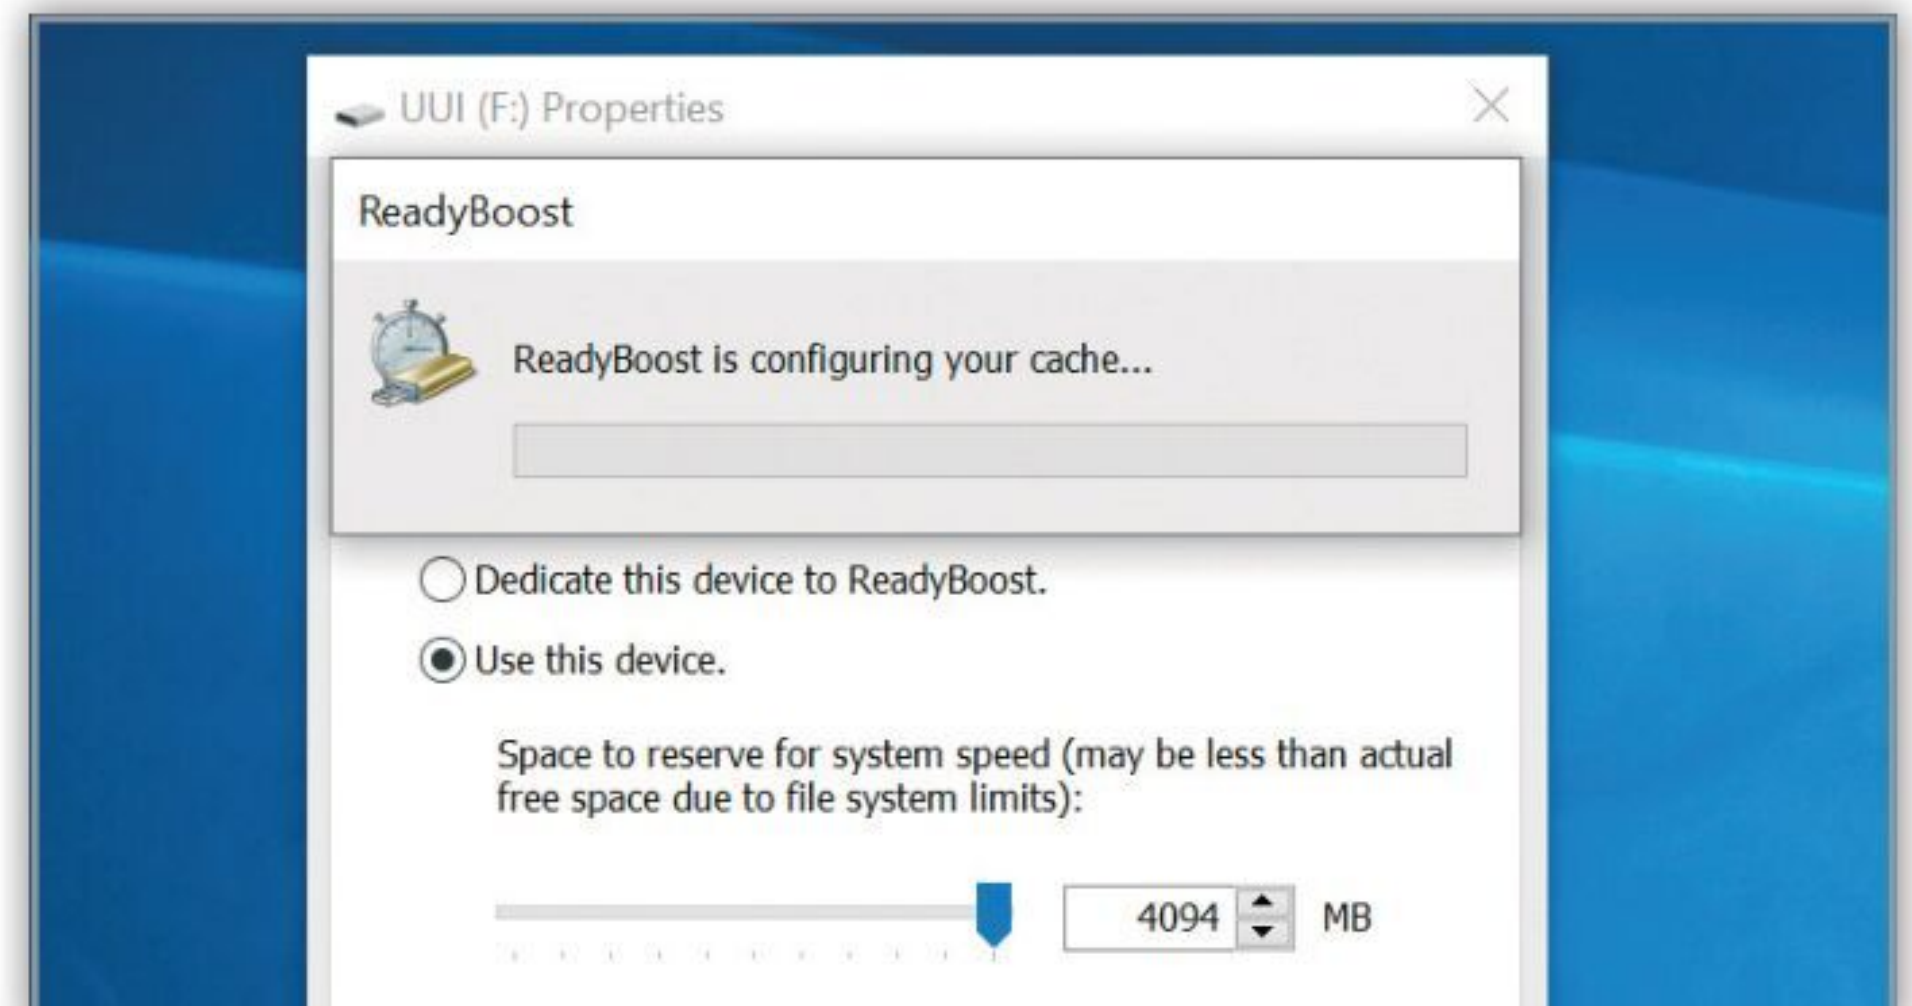 UUI (F:) Properties
ReadyBoost
ReadyBoost is configuring your cache...
Dedicate this device to ReadyBoost.
Use this device.
Space to reserve for system speed (may be less than actual
free space due to file system limits):
4094 MB